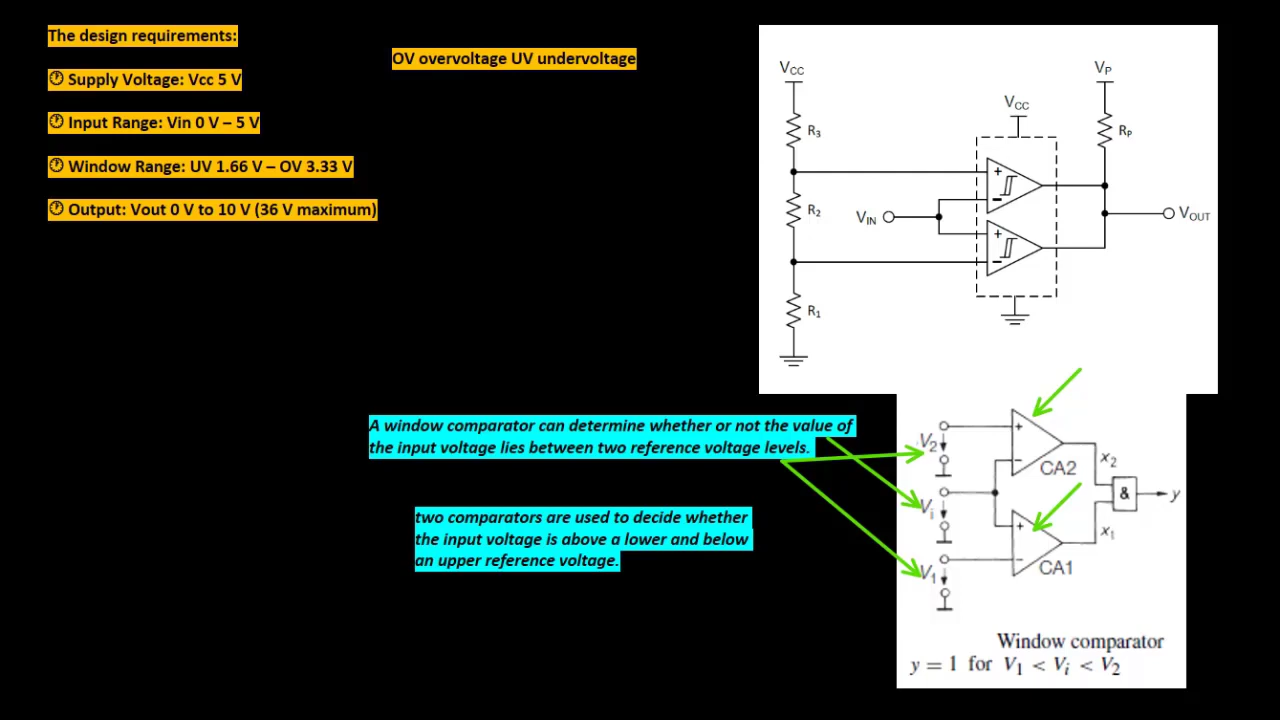 The design requirements:
OV overvoltage UV undervoltage
🕐 Supply Voltage: Vcc 5 V
🕐 Input Range: Vin 0 V – 5 V
🕐 Window Range: UV 1.66 V – OV 3.33 V
🕐 Output: Vout 0 V to 10 V (36 V maximum)
VCC
VP
VCC
R3
RP
+
−
R2
VIN
VOUT
+
−
R1
A window comparator can determine whether or not the value of
the input voltage lies between two reference voltage levels.
two comparators are used to decide whether
the input voltage is above a lower and below
an upper reference voltage.
+
V2
−
CA2
x2
&
y
Vi
+
x1
−
V1
CA1
Window comparator
y = 1 for V1 < Vi < V2